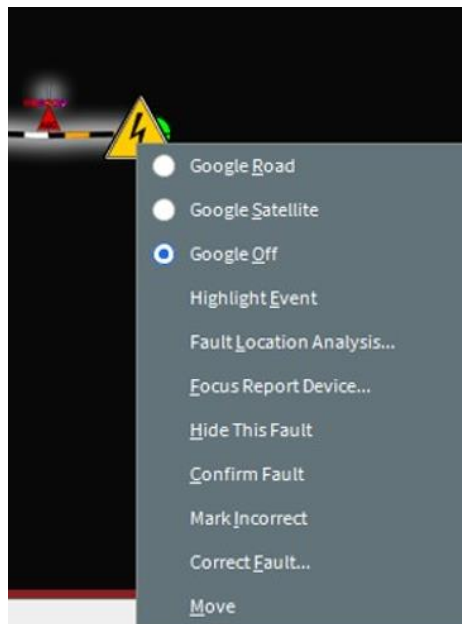 Google Road
Google Satellite
Google Off
Highlight Event
Fault Location Analysis...
Focus Report Device...
Hide This Fault
Confirm Fault
Mark Incorrect
Correct Fault...
Move